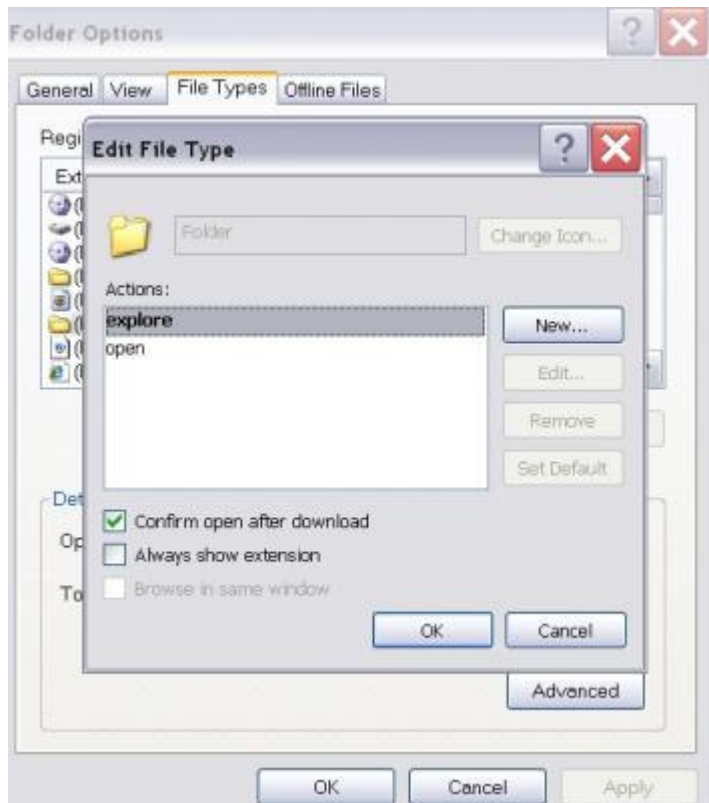 Folder Options
General View File Types Offline Files
Regi
Edit File Type
Ext
Folder
Change Icon...
Actions:
explore
open
New...
Edit...
Remove
Set Default
Det
Confirm open after download
Op
Always show extension
To
Browse in same window
OK Cancel
Advanced
OK Cancel Apply